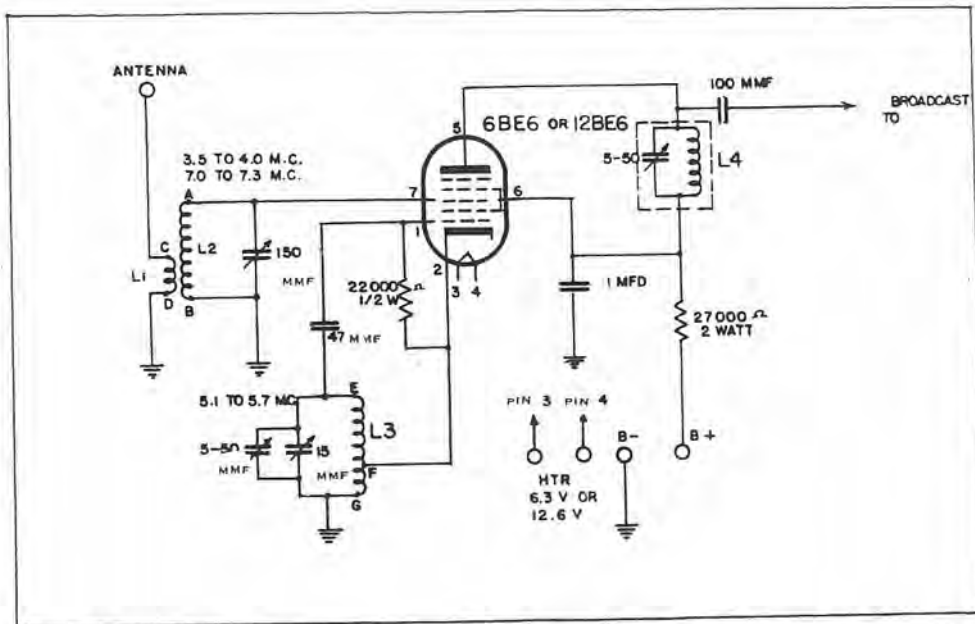 ANTENNA
3.5 TO 4.0 M.C.
7.0 TO 7.3 M.C.
A
C
L2
L1
D
B
150
MMF
47 MMF
22000 Ω
1/2 W
5
6BE6 OR 12BE6
7
6
1
2
3 4
100 MMF
BROADCAST
TO
5-50
L4
.1 MFD
27000 Ω
2 WATT
5.1 TO 5.7 M.C.
E
L3
5-50
MMF
15
MMF
F
G
PIN 3 PIN 4
B-
B+
HTR
6.3 V OR
12.6 V